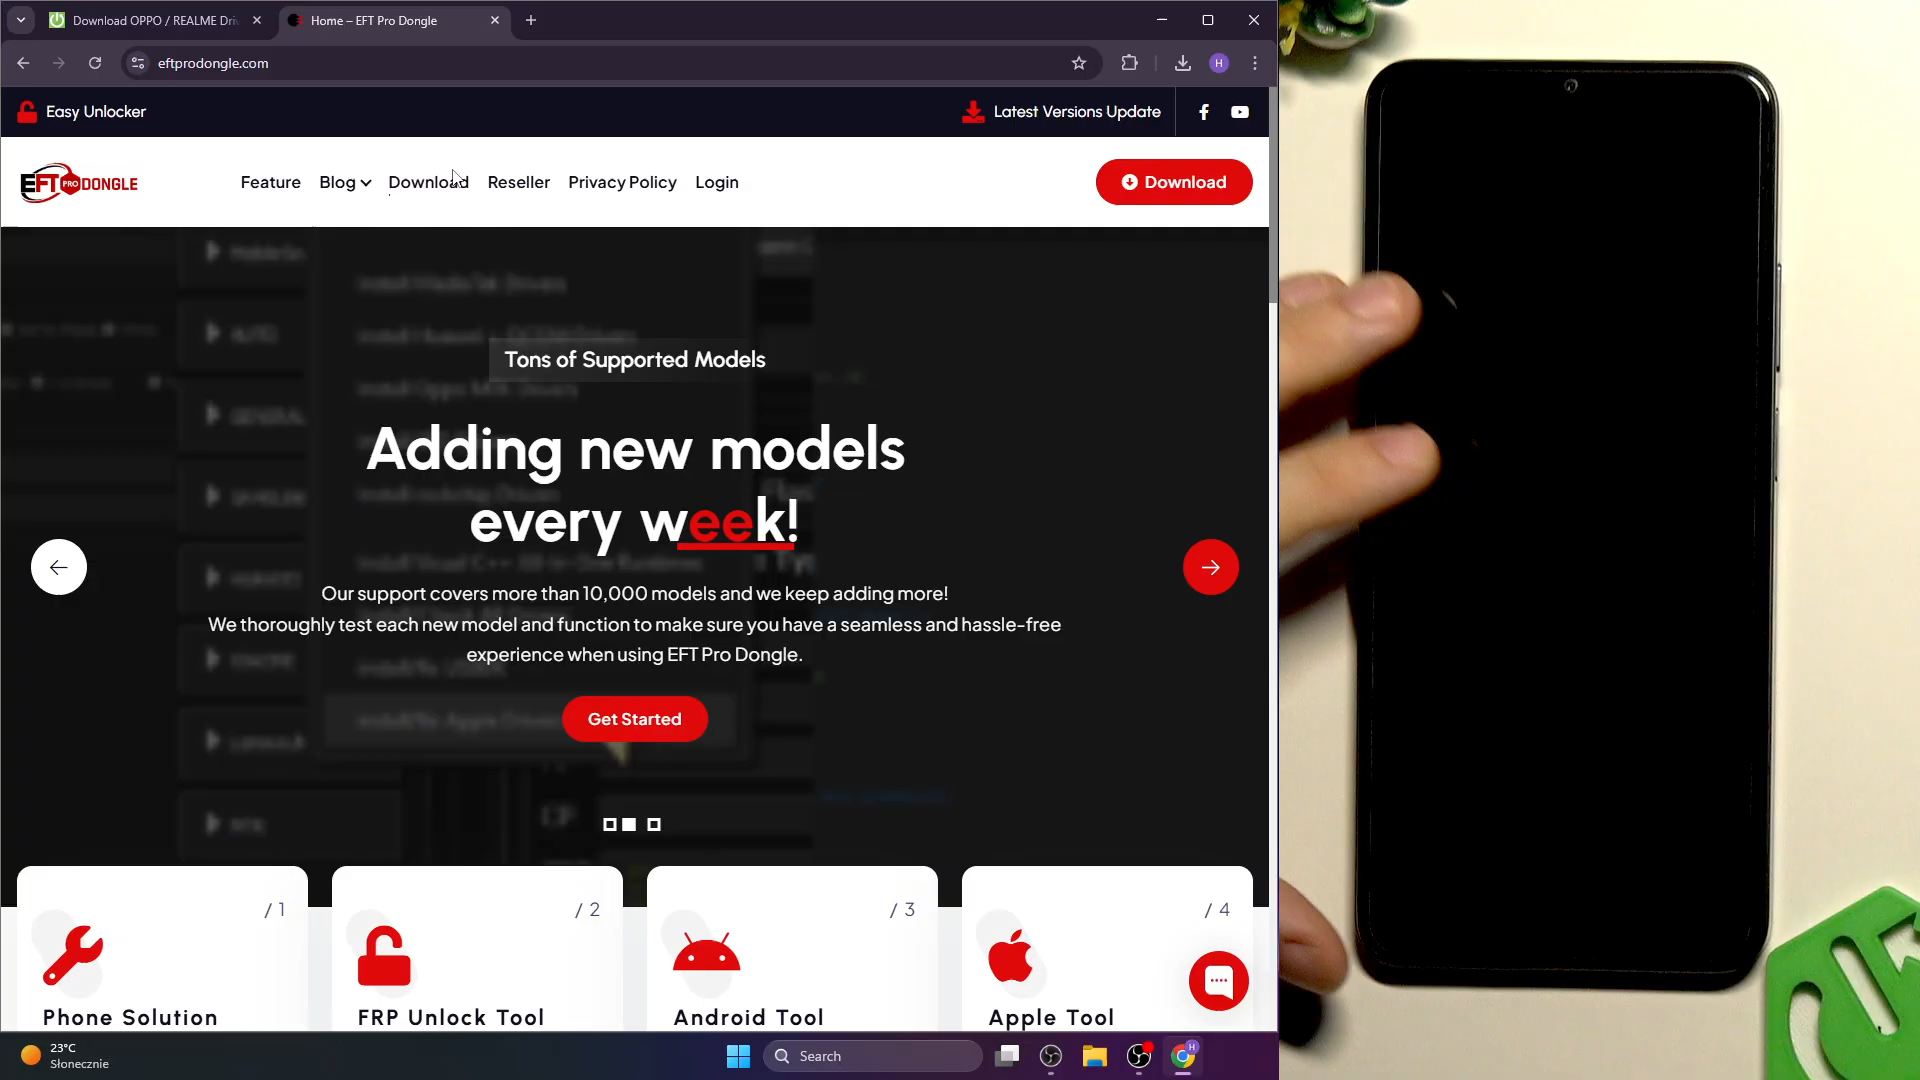 Download OPPO / REALME Dri
Home – EFT Pro Dongle
eftprodongle.com
H
Easy Unlocker
Latest Versions Update
EFT PRO DONGLE
Feature
Blog
Download
Reseller
Privacy Policy
Login
Download
Tons of Supported Models
Adding new models
every week!
Our support covers more than 10,000 models and we keep adding more!
We thoroughly test each new model and function to make sure you have a seamless and hassle-free
experience when using EFT Pro Dongle.
Get Started
/ 1
/ 2
/ 3
/ 4
Phone Solution
FRP Unlock Tool
Android Tool
Apple Tool
23°C
Słonecznie
Search
H